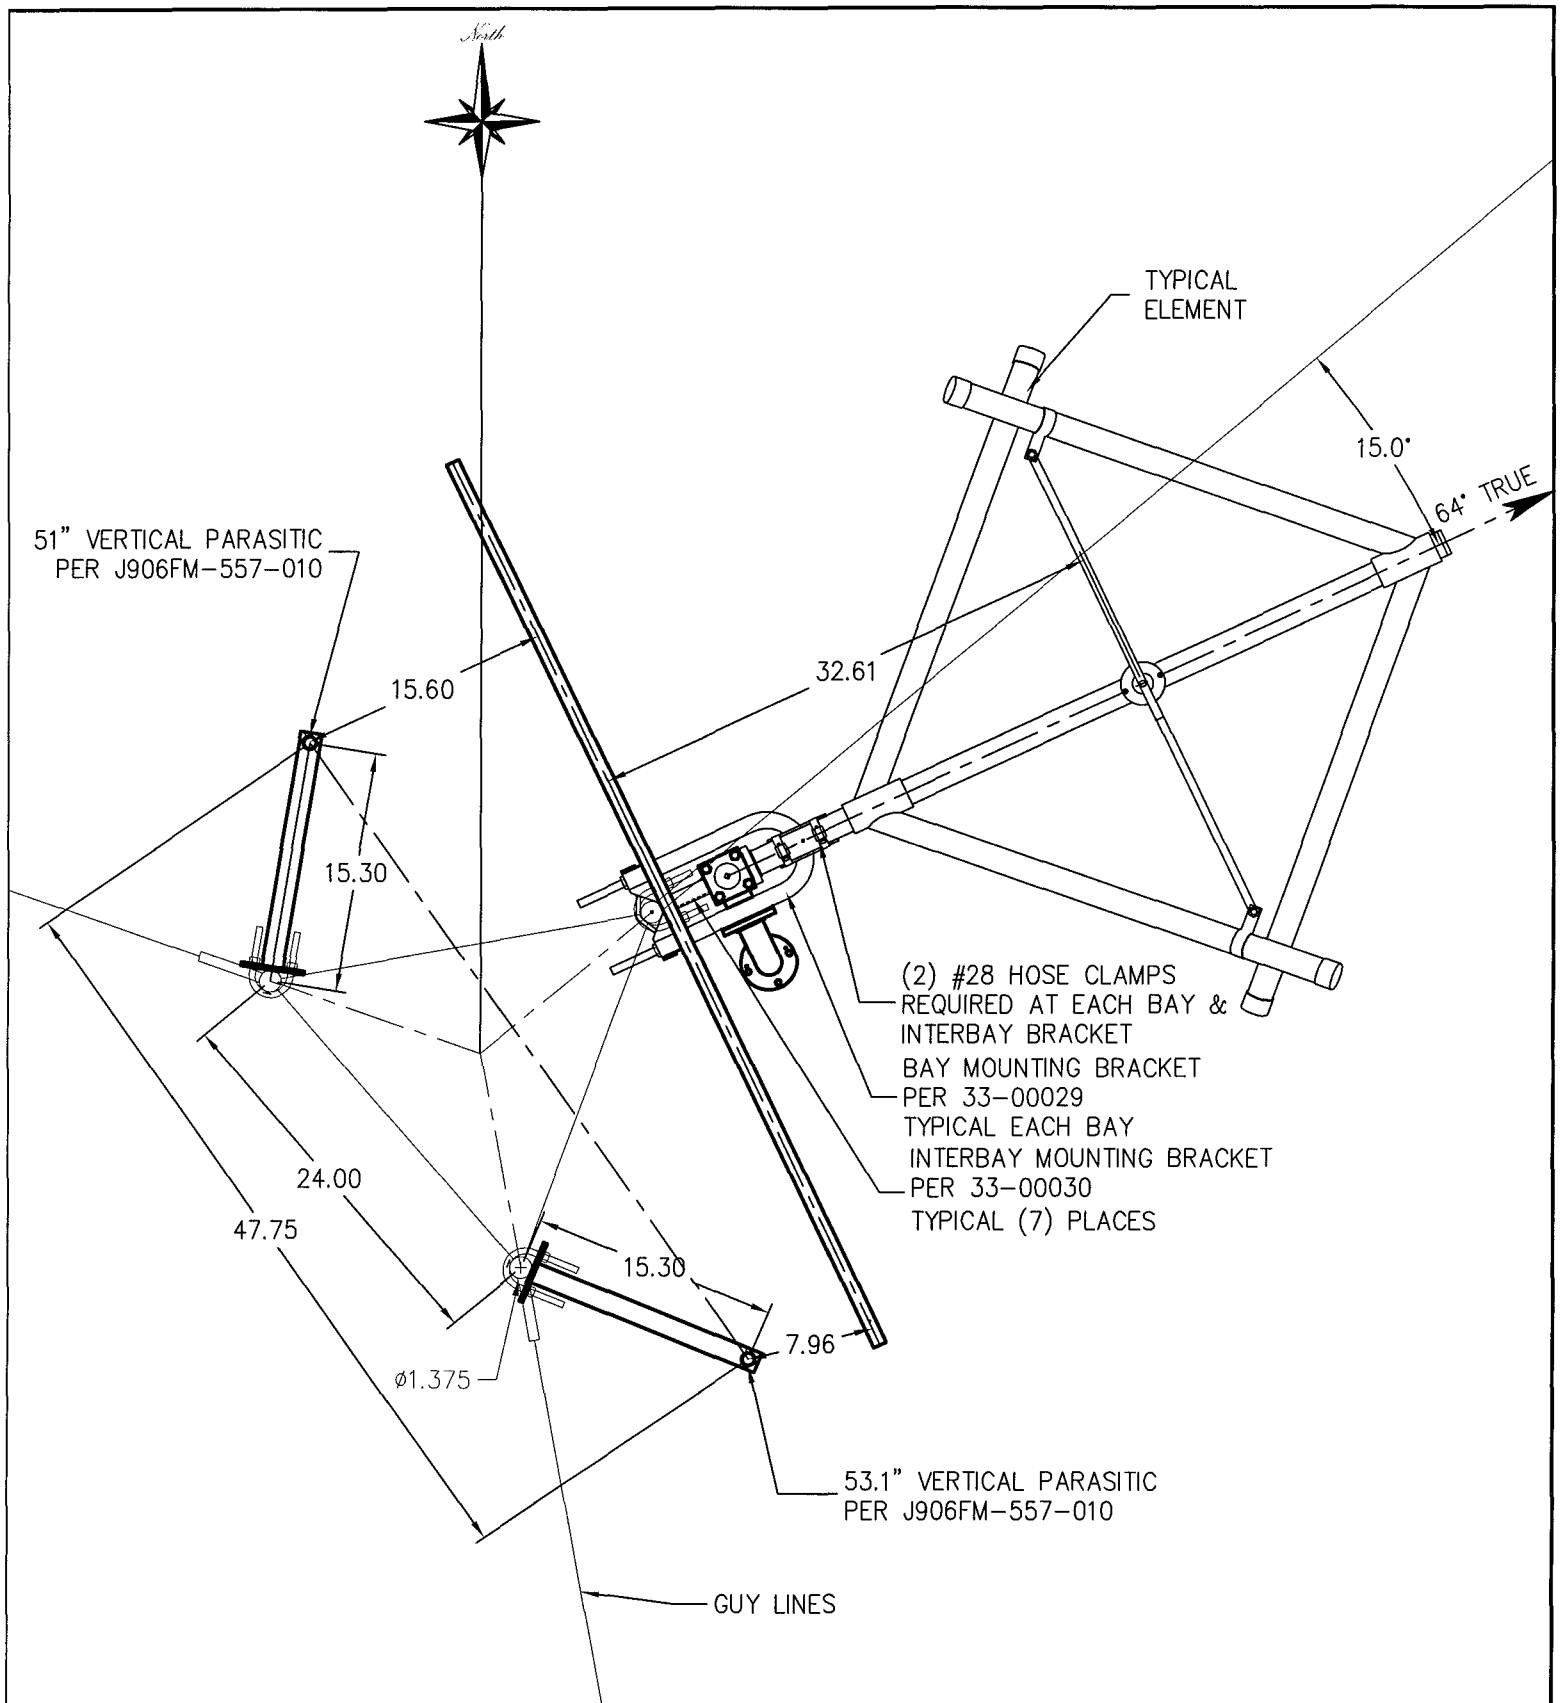 North
TYPICAL
ELEMENT
15.0°
64° TRUE
51" VERTICAL PARASITIC
PER J906FM-557-010
15.60
32.61
15.30
(2) #28 HOSE CLAMPS
REQUIRED AT EACH BAY &
INTERBAY BRACKET
BAY MOUNTING BRACKET
PER 33-00029
TYPICAL EACH BAY
INTERBAY MOUNTING BRACKET
PER 33-00030
TYPICAL (7) PLACES
24.00
47.75
15.30
7.96
ø1.375
53.1" VERTICAL PARASITIC
PER J906FM-557-010
GUY LINES